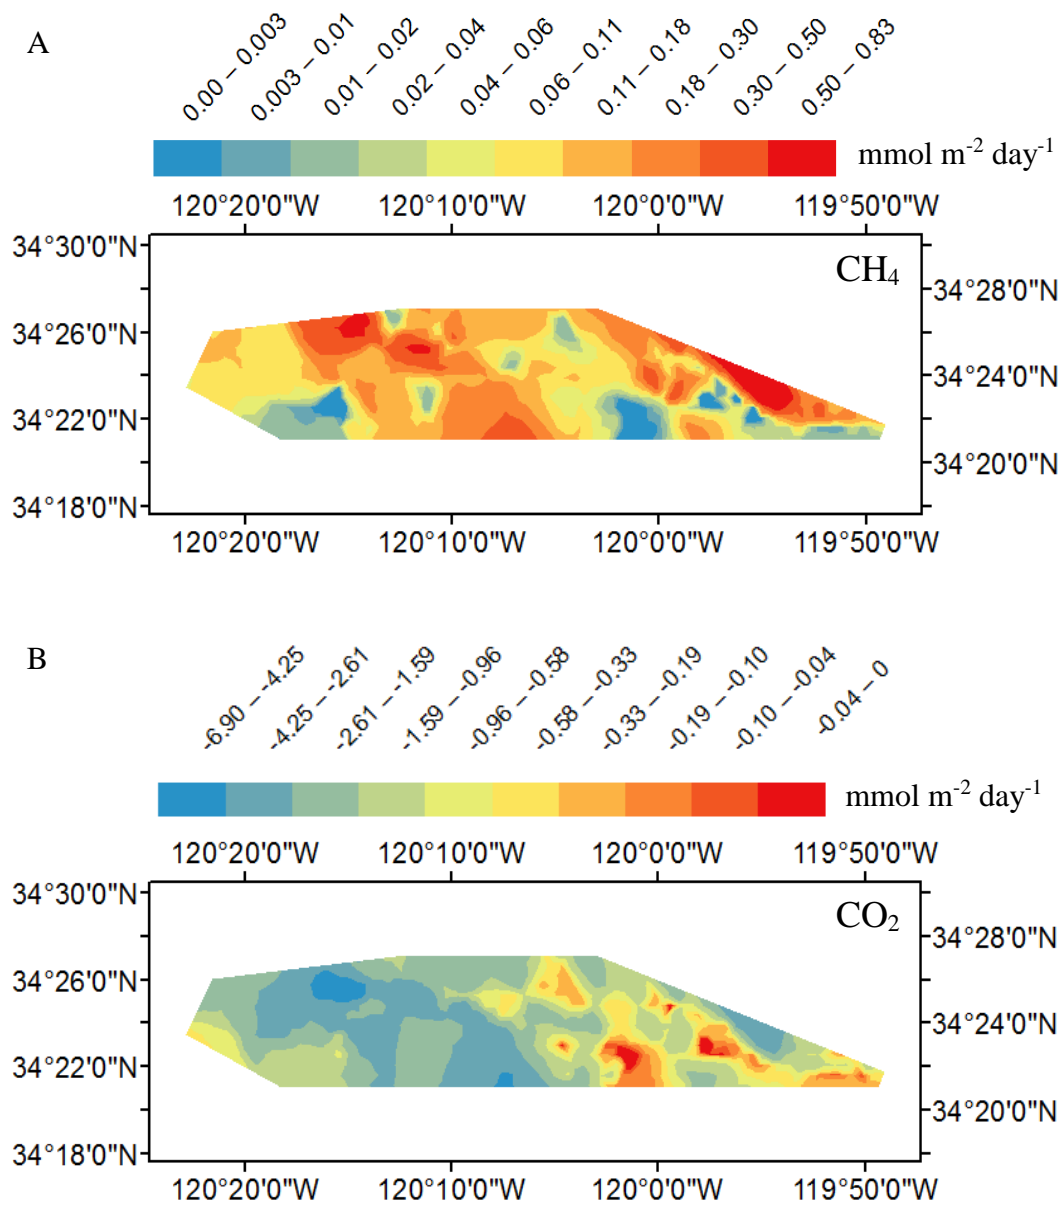 A
0.00 – 0.003
0.003 – 0.01
0.01 – 0.02
0.02 – 0.04
0.04 – 0.06
0.06 – 0.11
0.11 – 0.18
0.18 – 0.30
0.30 – 0.50
0.50 – 0.83
mmol m-2 day-1
120°20'0"W 120°10'0"W 120°0'0"W 119°50'0"W
34°30'0"N
CH4
34°28'0"N
34°26'0"N
34°24'0"N
34°22'0"N
34°20'0"N
34°18'0"N
120°20'0"W 120°10'0"W 120°0'0"W 119°50'0"W
B
-6.90 – -4.25
-4.25 – -2.61
-2.61 – -1.59
-1.59 – -0.96
-0.96 – -0.58
-0.58 – -0.33
-0.33 – -0.19
-0.19 – -0.10
-0.10 – -0.04
-0.04 – 0
mmol m-2 day-1
120°20'0"W 120°10'0"W 120°0'0"W 119°50'0"W
34°30'0"N
CO2
34°28'0"N
34°26'0"N
34°24'0"N
34°22'0"N
34°20'0"N
34°18'0"N
120°20'0"W 120°10'0"W 120°0'0"W 119°50'0"W